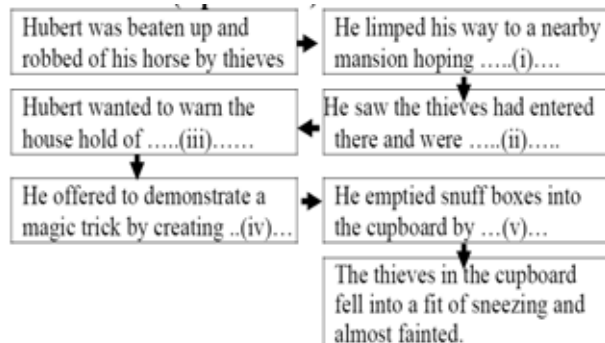 Hubert was beaten up and
robbed of his horse by thieves
He limped his way to a nearby
mansion hoping …..(i)….
He saw the thieves had entered
there and were …..(ii)…..
Hubert wanted to warn the
house hold of …..(iii)……
He offered to demonstrate a
magic trick by creating ..(iv)…
He emptied snuff boxes into
the cupboard by …(v)…
The thieves in the cupboard
fell into a fit of sneezing and
almost fainted.